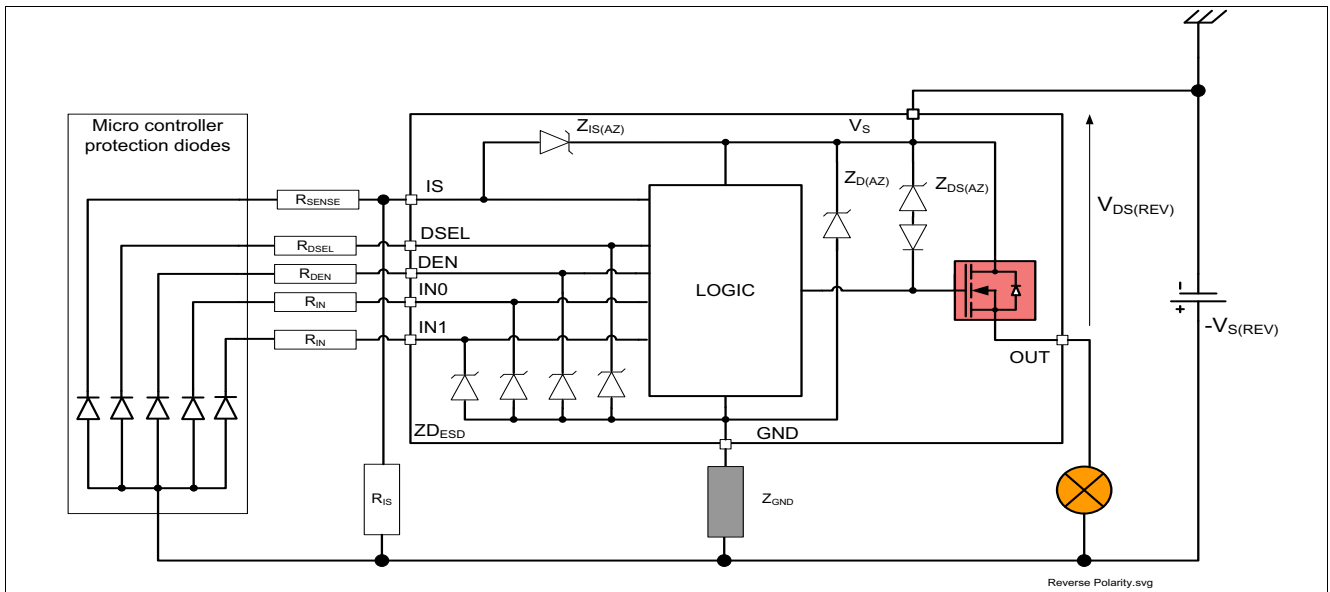 Micro controller
protection diodes
Z_IS(AZ)
V_S
IS
R_SENSE
Z_D(AZ)
Z_DS(AZ)
V_DS(REV)
DSEL
R_DSEL
DEN
R_DEN
LOGIC
IN0
R_IN
-
+
-V_S(REV)
IN1
R_IN
OUT
ZD_ESD
GND
R_IS
Z_GND
Reverse Polarity.svg